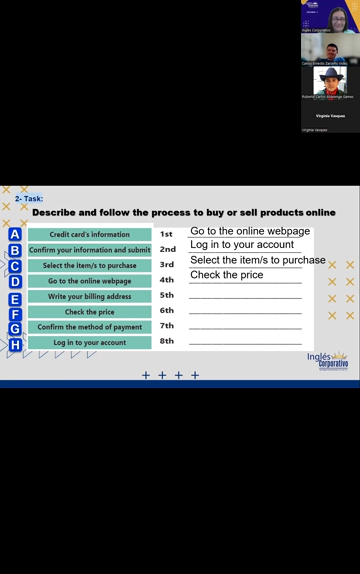 Inglés Corporativo
Virginia Vasquez
Virginia Vasquez
2- Task:
Describe and follow the process to buy or sell products online
A Credit card's information 1st Go to the online webpage
B Confirm your information and submit 2nd Log in to your account
C Select the item/s to purchase 3rd Select the item/s to purchase
D Go to the online webpage 4th Check the price
E Write your billing address 5th
F Check the price 6th
G Confirm the method of payment 7th
H Log in to your account 8th
Inglés
Corporativo